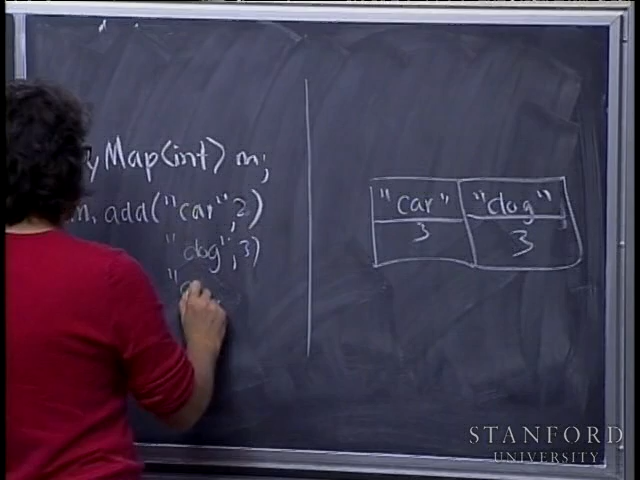 yMap(int) m;
m. add("car", 2)
"dog", 3)
"car" "dog"
3 3
STANFORD
UNIVERSITY